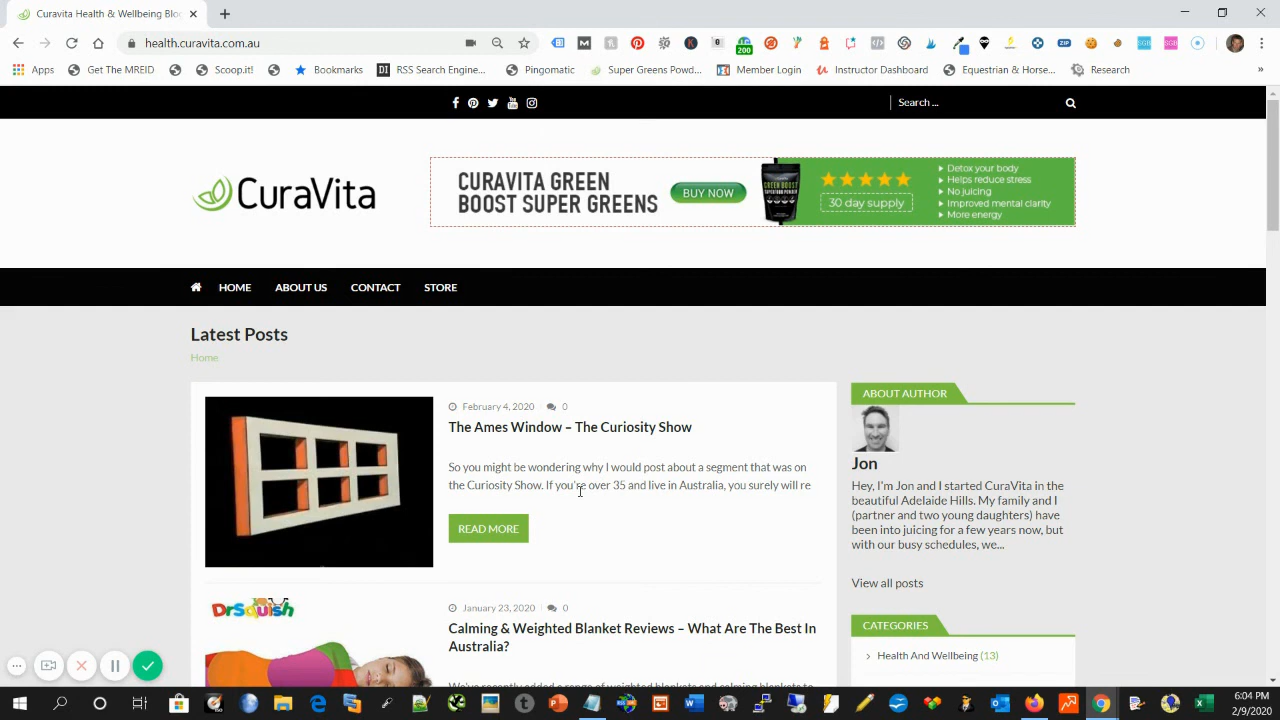 Curavita Health & Wellbeing Blog
health.curavita.com.au
200
ZIP
SGB
SGB
Apps
Get The MREID
Scoop.it!
Bookmarks
RSS Search Engine...
Pingomatic
Super Greens Powd...
Member Login
Instructor Dashboard
Equestrian & Horse...
Research
»
Search ...
CuraVita
CURAVITA GREEN
BOOST SUPER GREENS
BUY NOW
30 day supply
Detox your body
Helps reduce stress
No juicing
Improved mental clarity
More energy
HOME
ABOUT US
CONTACT
STORE
Latest Posts
Home
February 4, 2020
0
The Ames Window – The Curiosity Show
So you might be wondering why I would post about a segment that was on
the Curiosity Show. If you're over 35 and live in Australia, you surely will re
READ MORE
DrSquish
January 23, 2020
0
Calming & Weighted Blanket Reviews – What Are The Best In
Australia?
ABOUT AUTHOR
Jon
Hey, I'm Jon and I started CuraVita in the
beautiful Adelaide Hills. My family and I
(partner and two young daughters) have
been into juicing for a few years now, but
with our busy schedules, we...
View all posts
CATEGORIES
Health And Wellbeing (13)
6:04 PM
2/9/2020